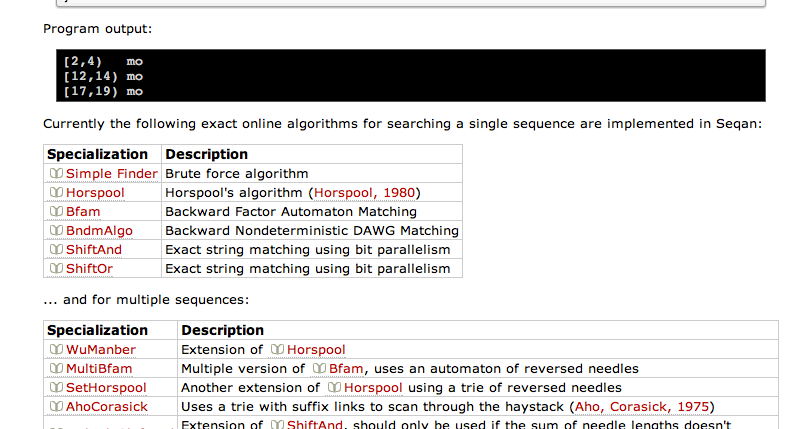 Program output:
[2,4)   mo
[12,14) mo
[17,19) mo
Currently the following exact online algorithms for searching a single sequence are implemented in Seqan:
Specialization Description
Simple Finder Brute force algorithm
Horspool Horspool's algorithm (Horspool, 1980)
Bfam Backward Factor Automaton Matching
BndmAlgo Backward Nondeterministic DAWG Matching
ShiftAnd Exact string matching using bit parallelism
ShiftOr Exact string matching using bit parallelism
... and for multiple sequences:
Specialization Description
WuManber Extension of Horspool
MultiBfam Multiple version of Bfam, uses an automaton of reversed needles
SetHorspool Another extension of Horspool using a trie of reversed needles
AhoCorasick Uses a trie with suffix links to scan through the haystack (Aho, Corasick, 1975)
Extension of ShiftAnd, should only be used if the sum of needle lengths doesn't